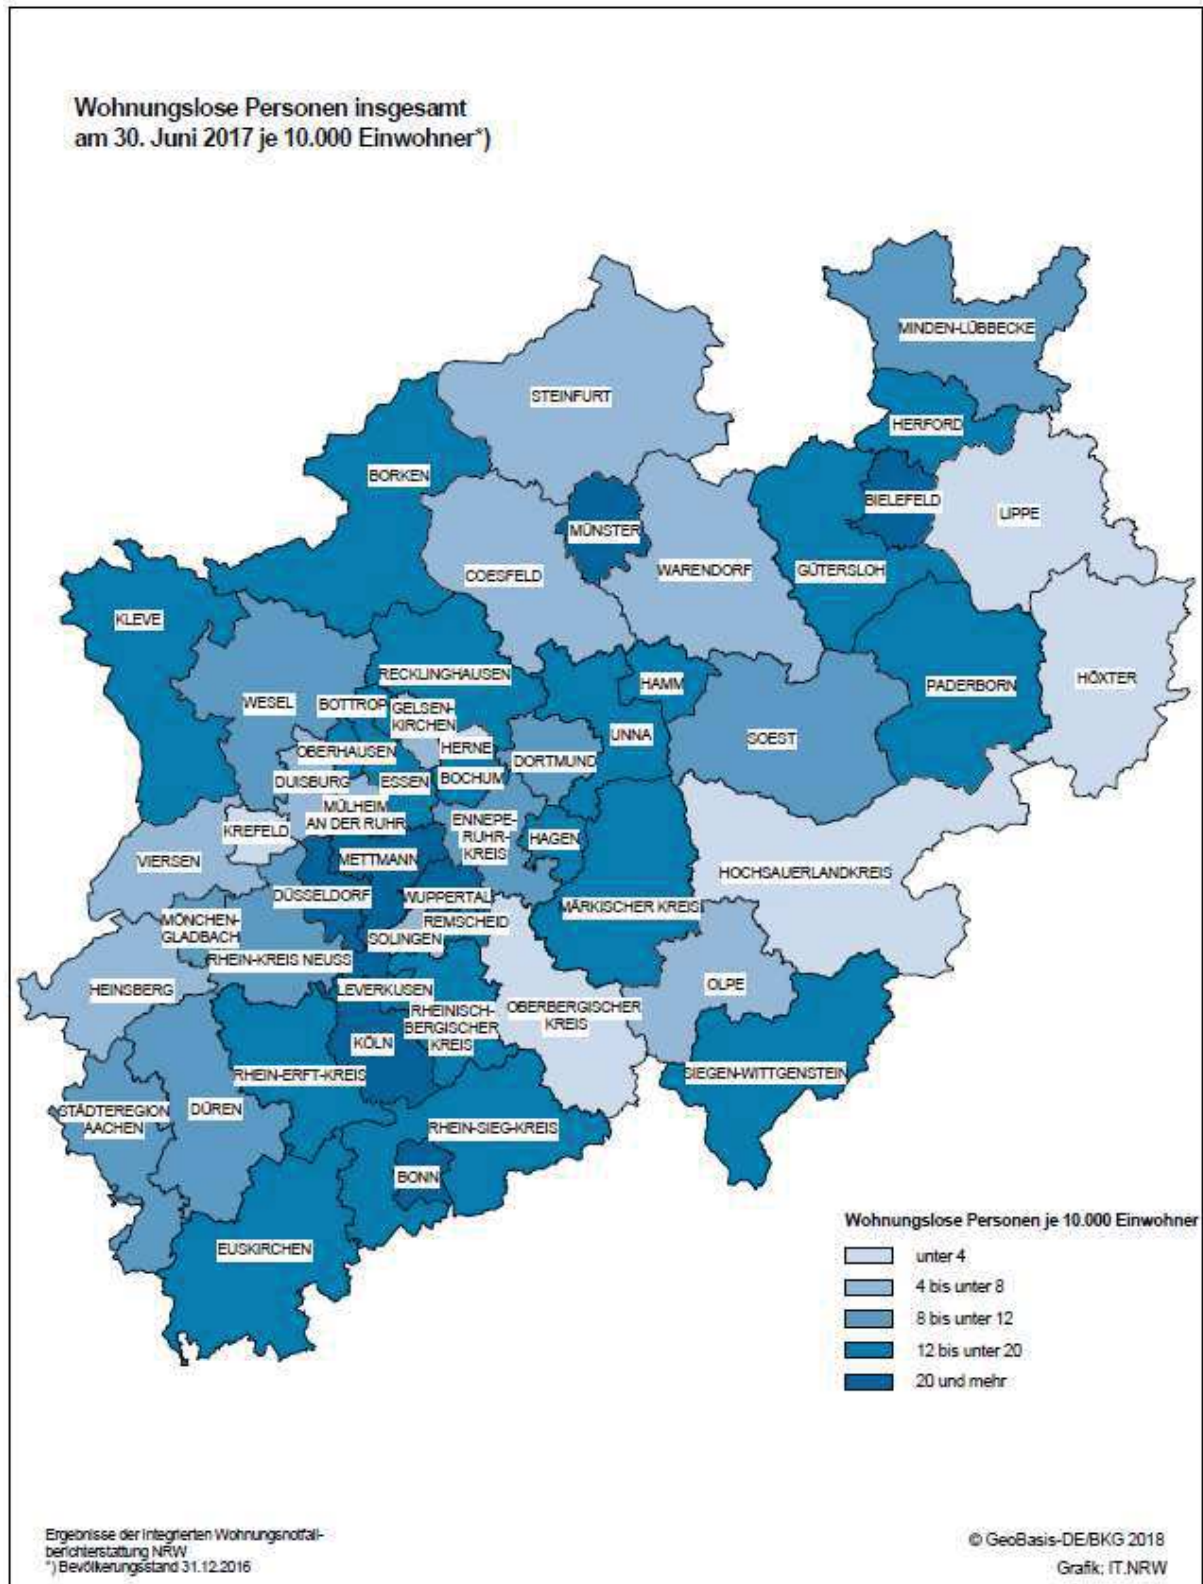 Wohnungslose Personen insgesamt
am 30. Juni 2017 je 10.000 Einwohner*)
MINDEN-LÜBBECKE
STEINFURT
HERFORD
BORKEN
BIELEFELD
LIPPE
MÜNSTER
COESFELD
WARENDORF
GÜTERSLOH
KLEVE
RECKLINGHAUSEN
HAMM
PADERBORN
HÖXTER
WESEL
BOTTROP
GELSEN-
KIRCHEN
UNNA
SOEST
OBERHAUSEN
HERNE
DORTMUND
DUISBURG
ESSEN
BOCHUM
MÜLHEIM
AN DER RUHR
KREFELD
ENNEPE-
RUHR-
KREIS
HAGEN
VIERSEN
METTMANN
HOCHSAUERLANDKREIS
DÜSSELDORF
WUPPERTAL
MÄRKISCHER KREIS
MÖNCHEN-
GLADBACH
REMSCHEID
SOLINGEN
RHEIN-KREIS NEUSS
HEINSBERG
LEVERKUSEN
OLPE
OBERBERGISCHER
KREIS
RHEINISCH-
BERGISCHER
KREIS
KÖLN
RHEIN-ERFT-KREIS
SIEGEN-WITTGENSTEIN
STÄDTEREGION
AACHEN
DÜREN
RHEIN-SIEG-KREIS
BONN
EUSKIRCHEN
Wohnungslose Personen je 10.000 Einwohner
unter 4
4 bis unter 8
8 bis unter 12
12 bis unter 20
20 und mehr
Ergebnisse der Integrierten Wohnungsnotfall-
berichterstattung NRW
*) Bevölkerungsstand 31.12.2016
© GeoBasis-DE/BKG 2018
Grafik: IT.NRW